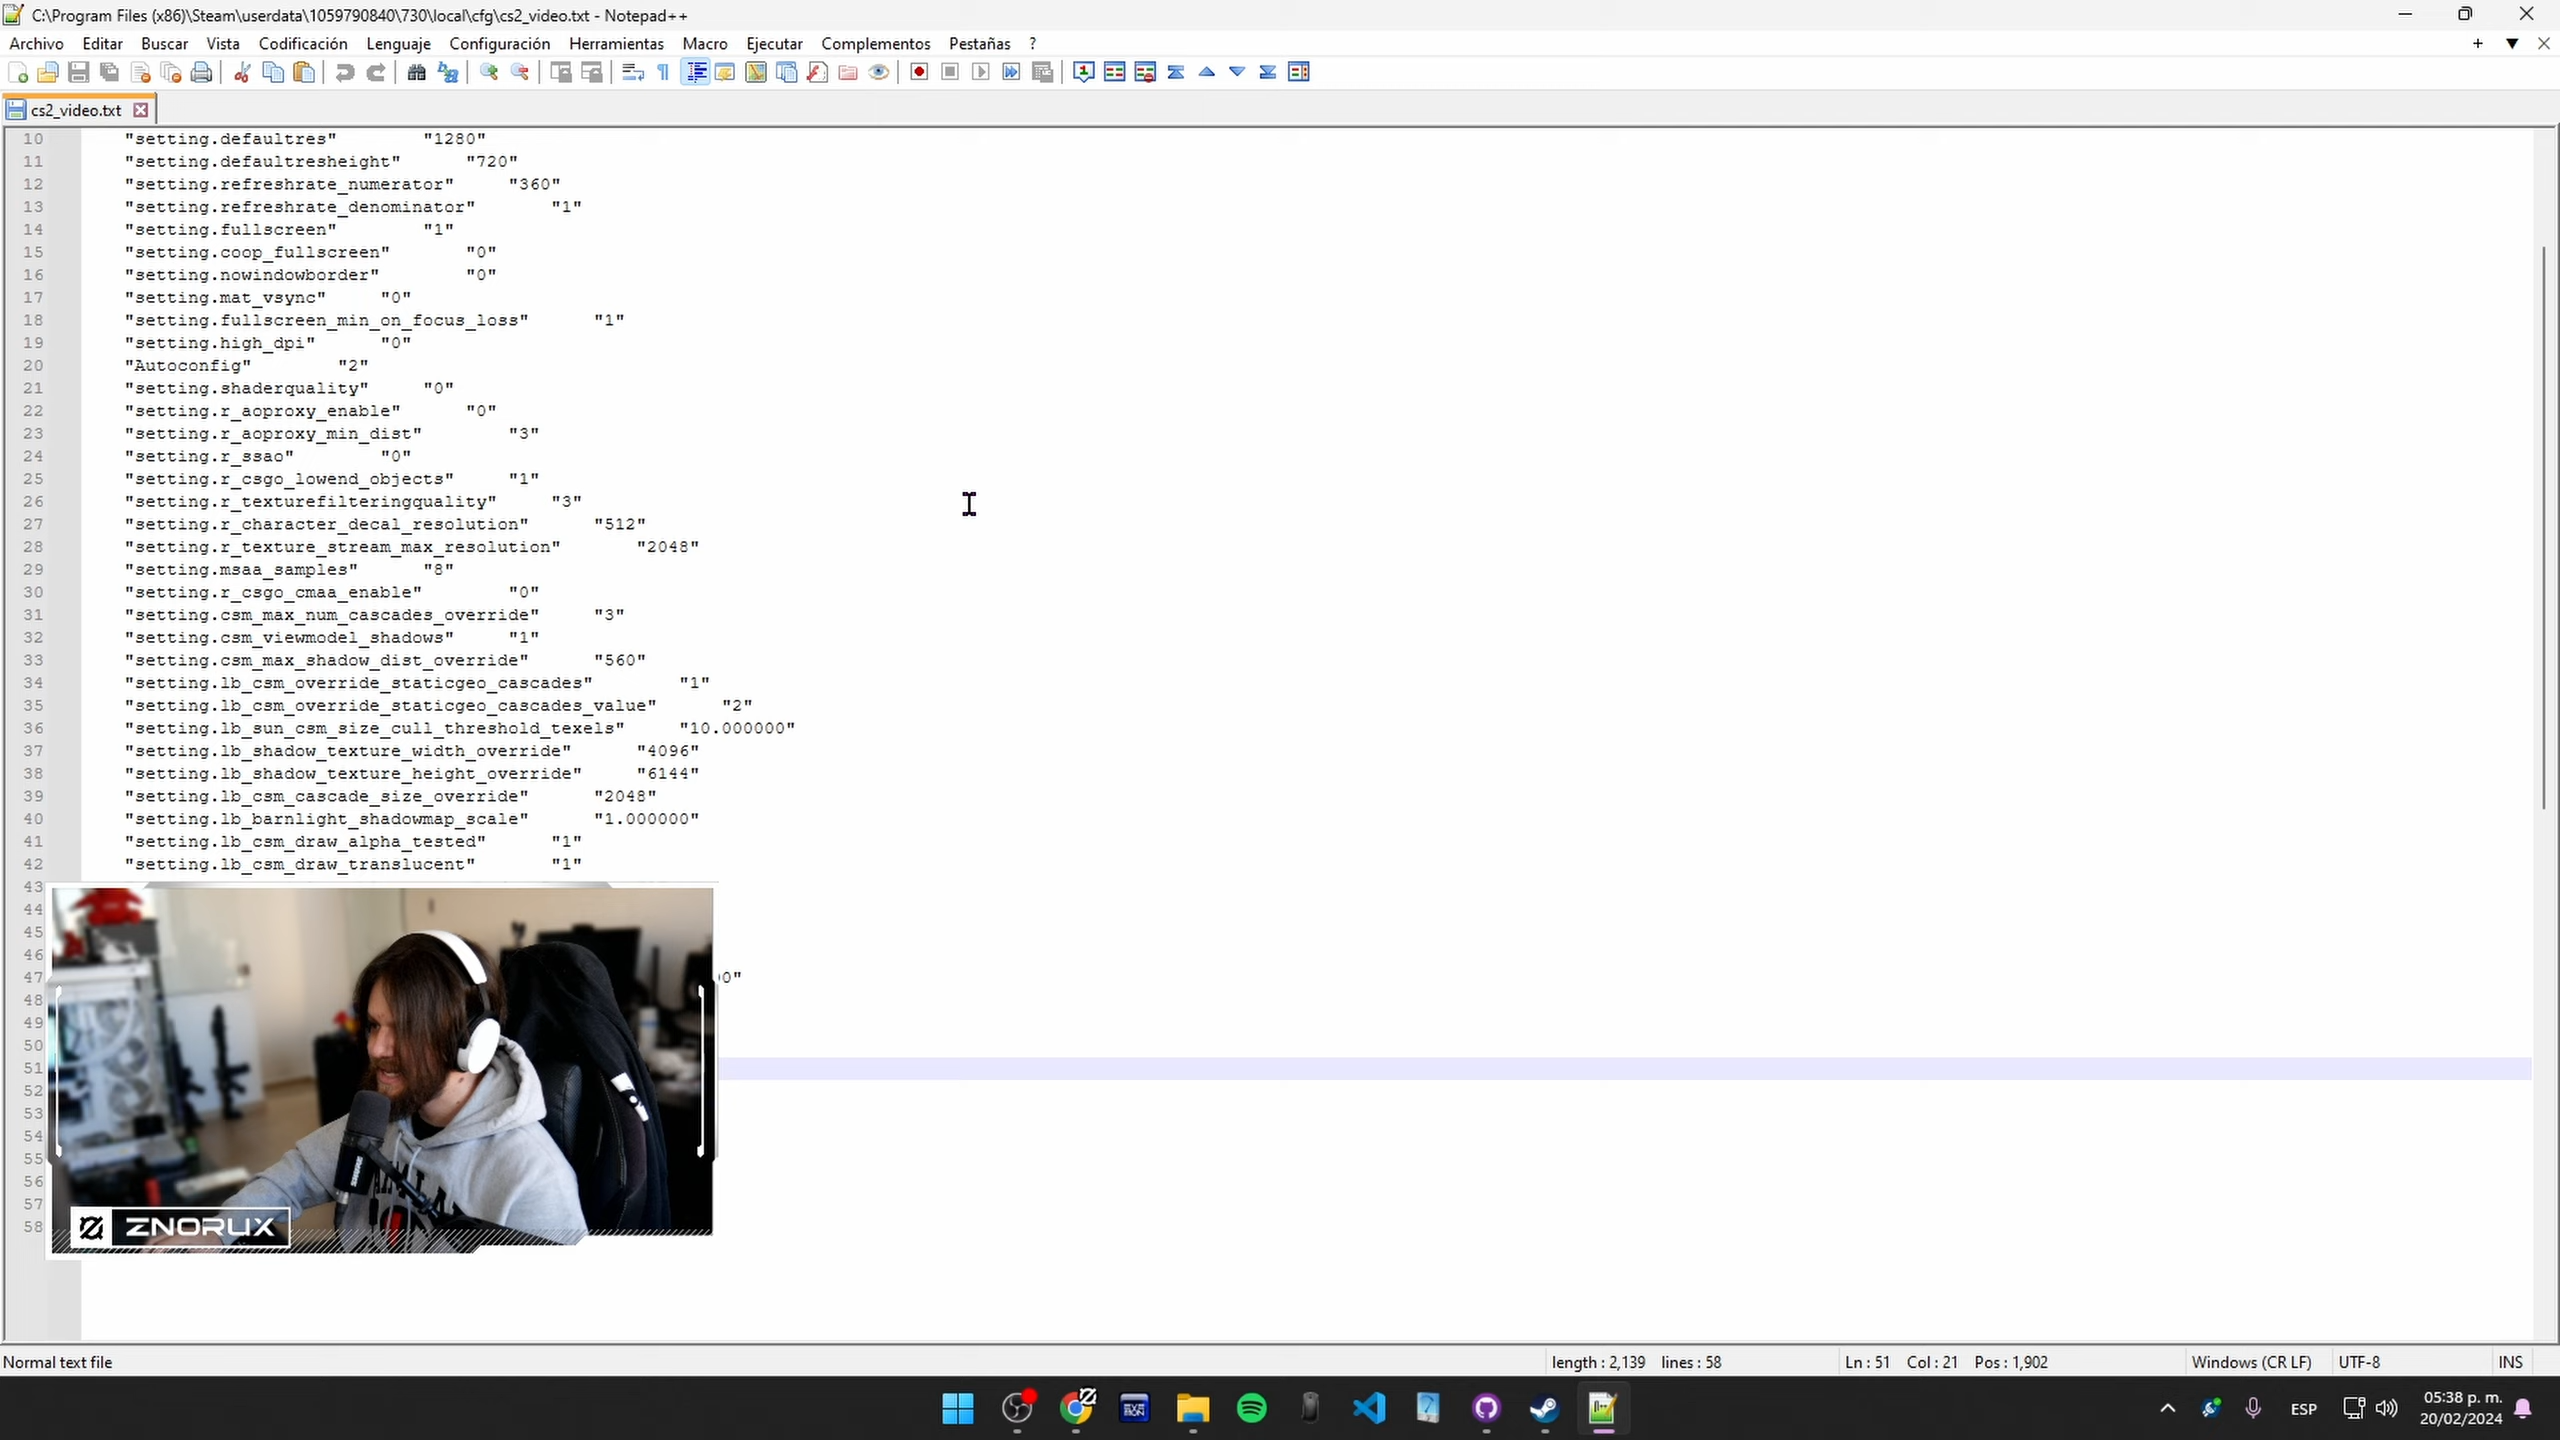 C:\Program Files (x86)\Steam\userdata\1059790840\730\local\cfg\cs2_video.txt - Notepad++
Archivo Editar Buscar Vista Codificación Lenguaje Configuración Herramientas Macro Ejecutar Complementos Pestañas ?
cs2_video.txt
10 "setting.defaultres" "1280"
11 "setting.defaultresheight" "720"
12 "setting.refreshrate_numerator" "360"
13 "setting.refreshrate_denominator" "1"
14 "setting.fullscreen" "1"
15 "setting.coop_fullscreen" "0"
16 "setting.nowindowborder" "0"
17 "setting.mat_vsync" "0"
18 "setting.fullscreen_min_on_focus_loss" "1"
19 "setting.high_dpi" "0"
20 "Autoconfig" "2"
21 "setting.shaderquality" "0"
22 "setting.r_aoproxy_enable" "0"
23 "setting.r_aoproxy_min_dist" "3"
24 "setting.r_ssao" "0"
25 "setting.r_csgo_lowend_objects" "1"
26 "setting.r_texturefilteringquality" "3"
27 "setting.r_character_decal_resolution" "512"
28 "setting.r_texture_stream_max_resolution" "2048"
29 "setting.msaa_samples" "8"
30 "setting.r_csgo_cmaa_enable" "0"
31 "setting.csm_max_num_cascades_override" "3"
32 "setting.csm_viewmodel_shadows" "1"
33 "setting.csm_max_shadow_dist_override" "560"
34 "setting.lb_csm_override_staticgeo_cascades" "1"
35 "setting.lb_csm_override_staticgeo_cascades_value" "2"
36 "setting.lb_sun_csm_size_cull_threshold_texels" "10.000000"
37 "setting.lb_shadow_texture_width_override" "4096"
38 "setting.lb_shadow_texture_height_override" "6144"
39 "setting.lb_csm_cascade_size_override" "2048"
40 "setting.lb_barnlight_shadowmap_scale" "1.000000"
41 "setting.lb_csm_draw_alpha_tested" "1"
42 "setting.lb_csm_draw_translucent" "1"
43
44
45
46
47 0"
48
49
50
51
52
53
54
55
56
57
58
SHURE
ZNORUX
Normal text file length : 2,139 lines : 58 Ln : 51 Col : 21 Pos : 1,902 Windows (CR LF) UTF-8 INS
ESP
05:38 p. m.
20/02/2024